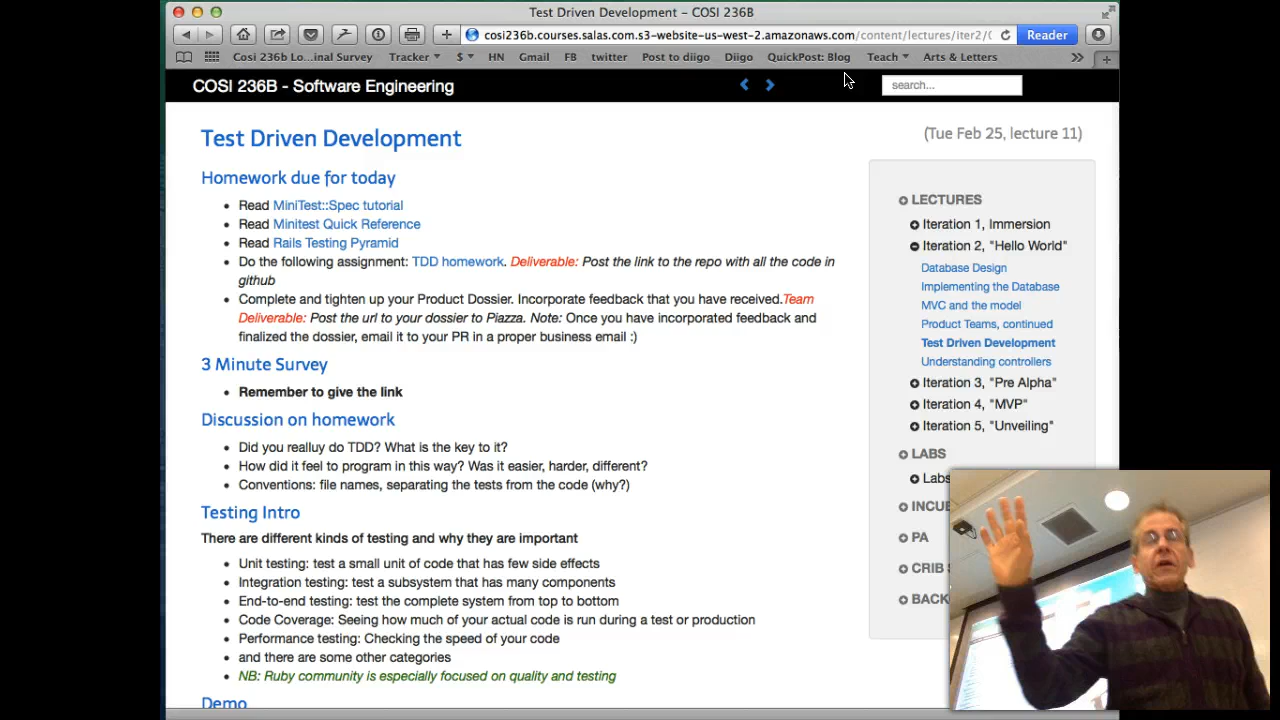 Test Driven Development – COSI 236B
cosi236b.courses.salas.com.s3-website-us-west-2.amazonaws.com/content/lectures/iter2/0
Reader
Cosi 236b Lo...inal Survey Tracker $ HN Gmail FB twitter Post to diigo Diigo QuickPost: Blog Teach Arts & Letters
COSI 236B - Software Engineering
search...
Test Driven Development
(Tue Feb 25, lecture 11)
Homework due for today
Read MiniTest::Spec tutorial
Read Minitest Quick Reference
Read Rails Testing Pyramid
Do the following assignment: TDD homework. Deliverable: Post the link to the repo with all the code in
github
Complete and tighten up your Product Dossier. Incorporate feedback that you have received.Team
Deliverable: Post the url to your dossier to Piazza. Note: Once you have incorporated feedback and
finalized the dossier, email it to your PR in a proper business email :)
3 Minute Survey
Remember to give the link
Discussion on homework
Did you realluy do TDD? What is the key to it?
How did it feel to program in this way? Was it easier, harder, different?
Conventions: file names, separating the tests from the code (why?)
Testing Intro
There are different kinds of testing and why they are important
Unit testing: test a small unit of code that has few side effects
Integration testing: test a subsystem that has many components
End-to-end testing: test the complete system from top to bottom
Code Coverage: Seeing how much of your actual code is run during a test or production
Performance testing: Checking the speed of your code
and there are some other categories
NB: Ruby community is especially focused on quality and testing
Demo
LECTURES
Iteration 1, Immersion
Iteration 2, "Hello World"
Database Design
Implementing the Database
MVC and the model
Product Teams, continued
Test Driven Development
Understanding controllers
Iteration 3, "Pre Alpha"
Iteration 4, "MVP"
Iteration 5, "Unveiling"
LABS
Labs
INCU
PA
CRIB
BACK